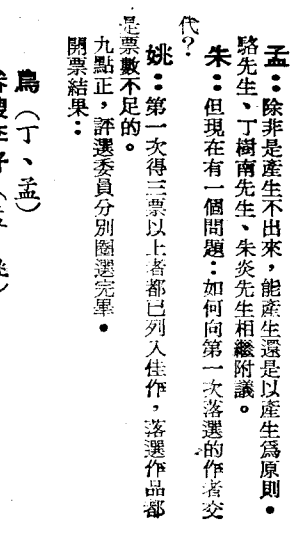 孟：除非是產生不出來，能產生還是以產生爲原則。
駱先生、丁樹南先生、朱炎先生相繼附議。
朱：但現在有一個問題：如何向第一次落選的作者交
代？
姚：第一次得三票以上者都已列入佳作，落選作品都
是票數不足的。
九點正，評選委員分別圈選完畢。
開票結果：
鳥（丁、孟）